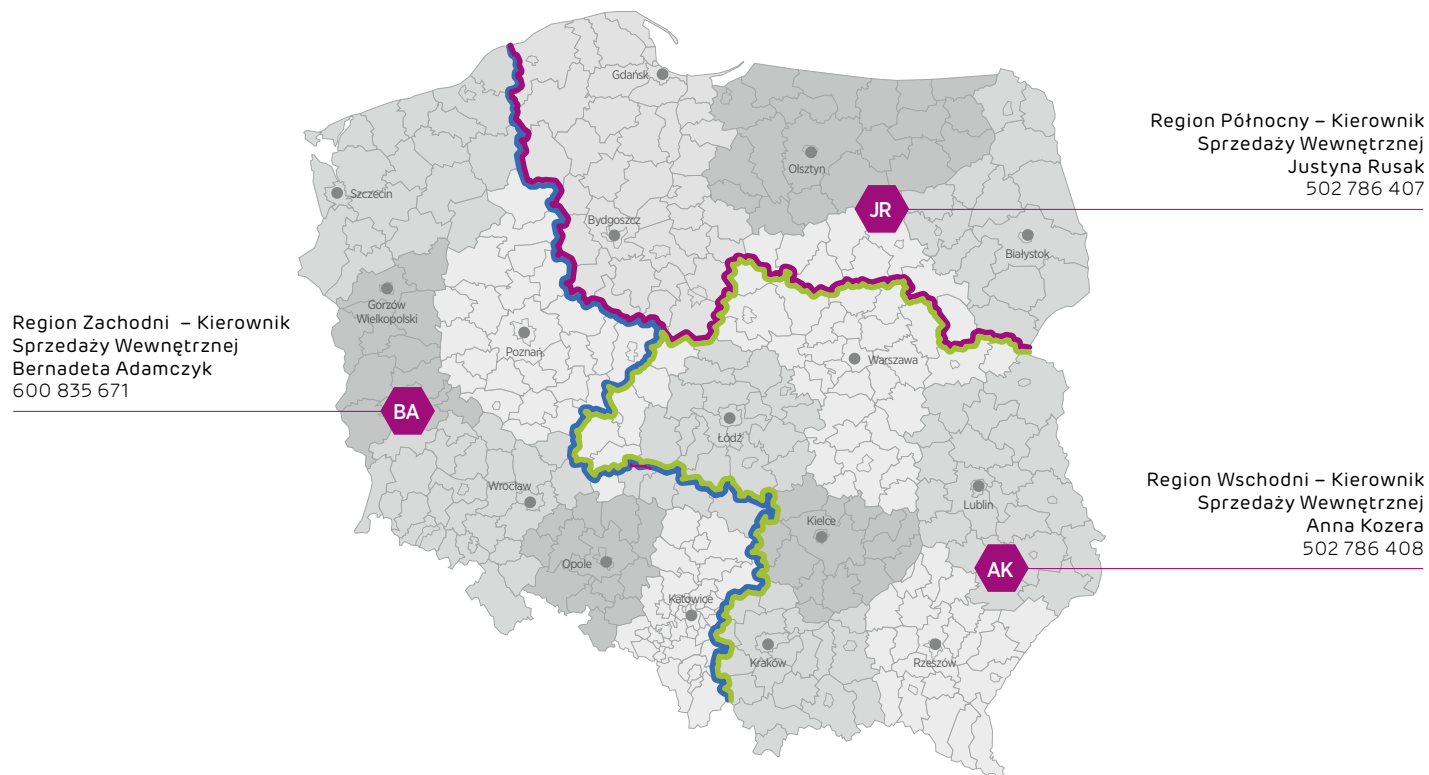 Gdańsk
Region Północny – Kierownik
Sprzedaży Wewnętrznej
Justyna Rusak
502 786 407
Olsztyn
Szczecin
JR
Bydgoszcz
Białystok
Gorzów
Wielkopolski
Region Zachodni – Kierownik
Sprzedaży Wewnętrznej
Bernadeta Adamczyk
600 835 671
Poznań
Warszawa
BA
Łódź
Region Wschodni – Kierownik
Sprzedaży Wewnętrznej
Anna Kozera
502 786 408
Wrocław
Lublin
Kielce
Opole
AK
Katowice
Kraków
Rzeszów